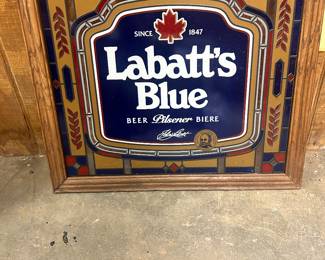 SINCE 1847
Labatt's
Blue
BEER Pilsener BIERE